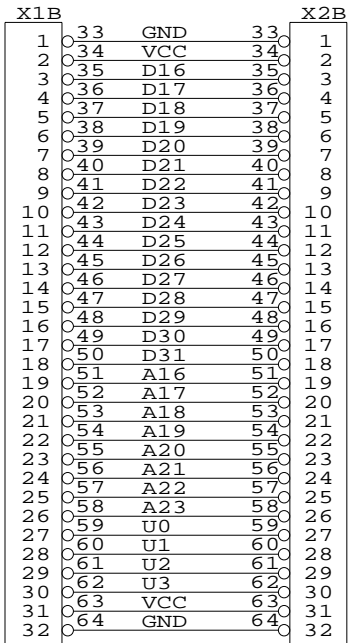 X1B X2B
1 33 GND 33 1
2 34 VCC 34 2
3 35 D16 35 3
4 36 D17 36 4
5 37 D18 37 5
6 38 D19 38 6
7 39 D20 39 7
8 40 D21 40 8
9 41 D22 41 9
10 42 D23 42 10
11 43 D24 43 11
12 44 D25 44 12
13 45 D26 45 13
14 46 D27 46 14
15 47 D28 47 15
16 48 D29 48 16
17 49 D30 49 17
18 50 D31 50 18
19 51 A16 51 19
20 52 A17 52 20
21 53 A18 53 21
22 54 A19 54 22
23 55 A20 55 23
24 56 A21 56 24
25 57 A22 57 25
26 58 A23 58 26
27 59 U0 59 27
28 60 U1 60 28
29 61 U2 61 29
30 62 U3 62 30
31 63 VCC 63 31
32 64 GND 64 32